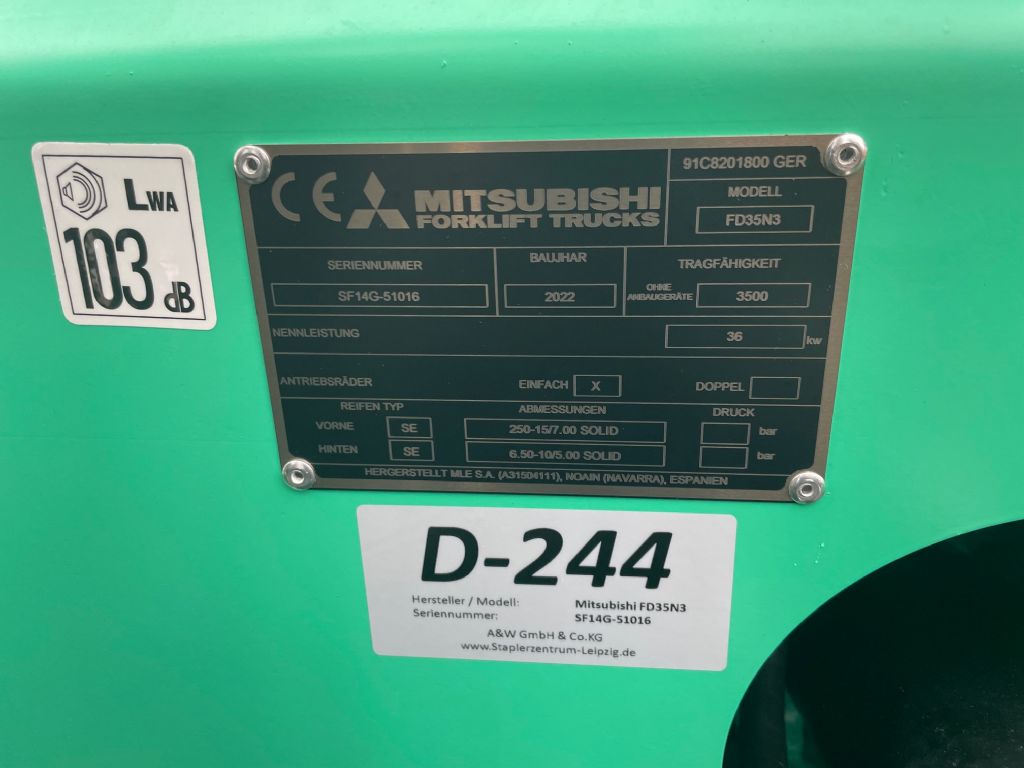 LWA
103 dB
CE MITSUBISHI
FORKLIFT TRUCKS
91C8201800 GER
MODELL
FD35N3
SERIENNUMMER
SF14G-51016
BAUJHAR
2022
TRAGFÄHIGKEIT
OHNE
ANBAUGERÄTE
3500
NENNLEISTUNG 36 kw
ANTRIEBSRÄDER EINFACH X DOPPEL
REIFEN TYP ABMESSUNGEN DRUCK
VORNE SE 250-15/7.00 SOLID bar
HINTEN SE 6.50-10/5.00 SOLID bar
HERGERSTELLT MLE S.A. (A31504111), NOAIN (NAVARRA), ESPANIEN
D-244
Hersteller / Modell: Mitsubishi FD35N3
Seriennummer: SF14G-51016
A&W GmbH & Co.KG
www.Staplerzentrum-Leipzig.de